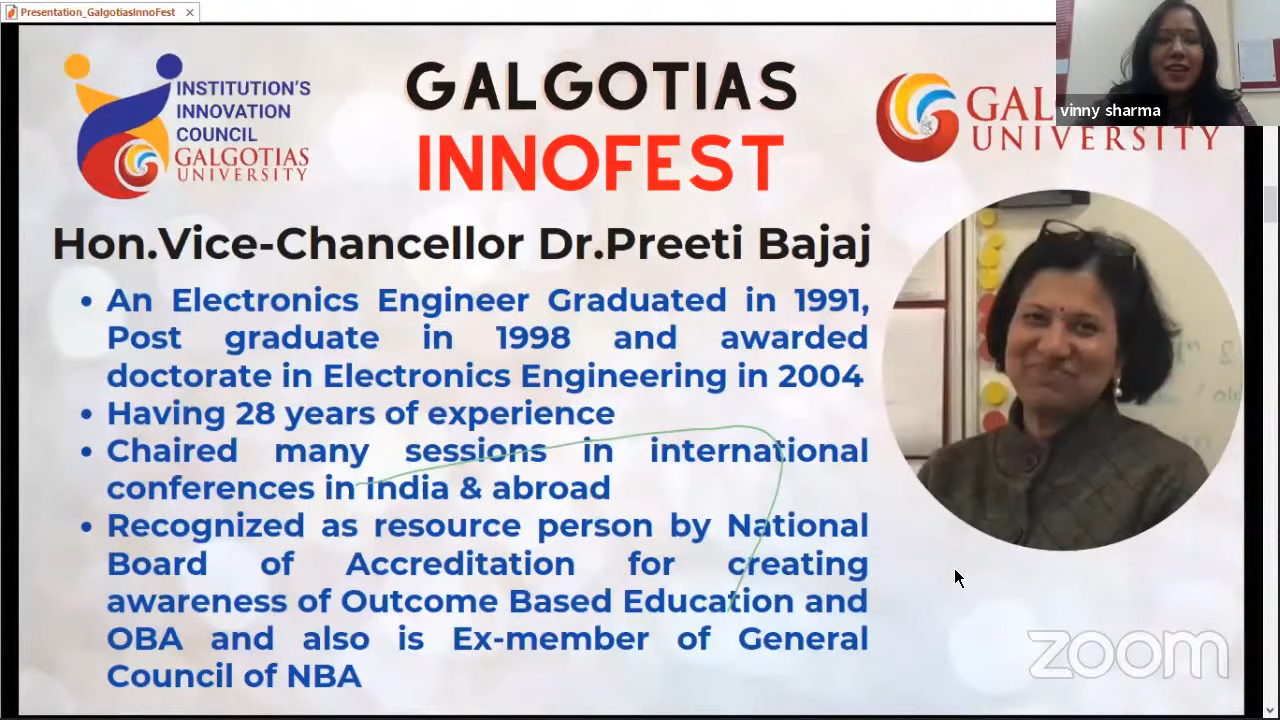 Presentation_GalgotiasInnoFest
INSTITUTION'S
INNOVATION
COUNCIL
GALGOTIAS
UNIVERSITY
GALGOTIAS
INNOFEST
GAL
UNIVERSITY
vinny sharma
Hon.Vice-Chancellor Dr.Preeti Bajaj
• An Electronics Engineer Graduated in 1991,
Post graduate in 1998 and awarded
doctorate in Electronics Engineering in 2004
• Having 28 years of experience
• Chaired many sessions in international
conferences in India & abroad
• Recognized as resource person by National
Board of Accreditation for creating
awareness of Outcome Based Education and
OBA and also is Ex-member of General
Council of NBA
zoom